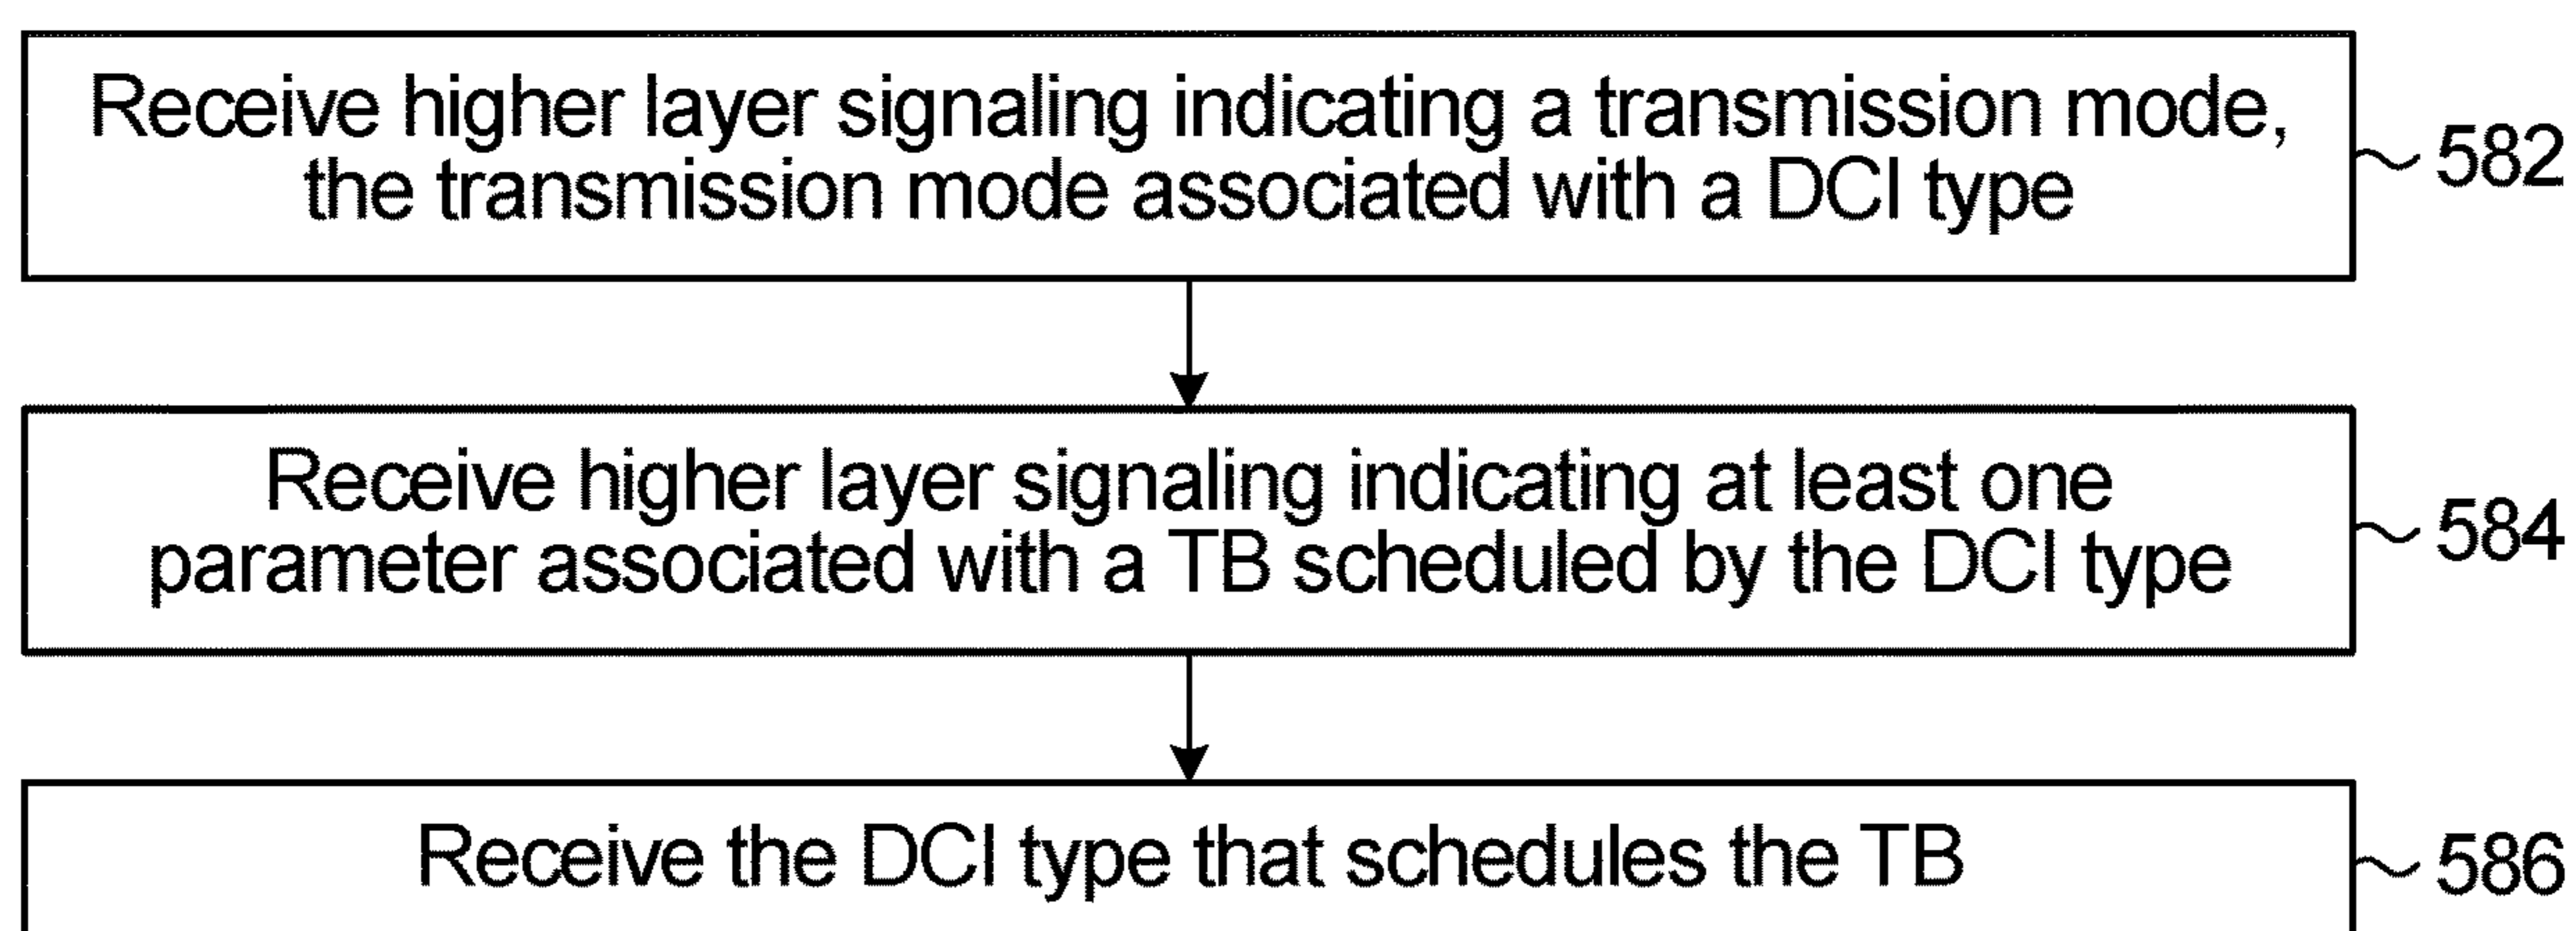 Receive higher layer signaling indicating a transmission mode,
the transmission mode associated with a DCI type
582
Receive higher layer signaling indicating at least one
parameter associated with a TB scheduled by the DCI type
584
Receive the DCI type that schedules the TB
586